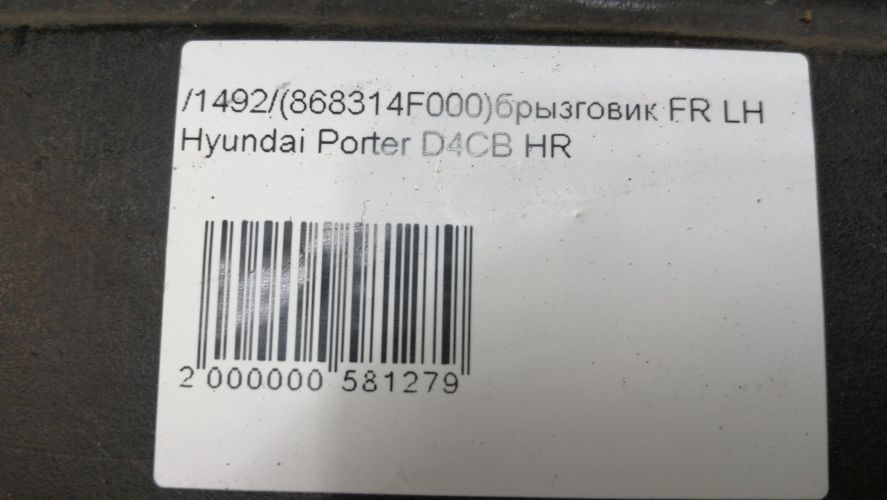 /1492/(868314F000)брызговик FR LH
Hyundai Porter D4CB HR
2 000000 581279